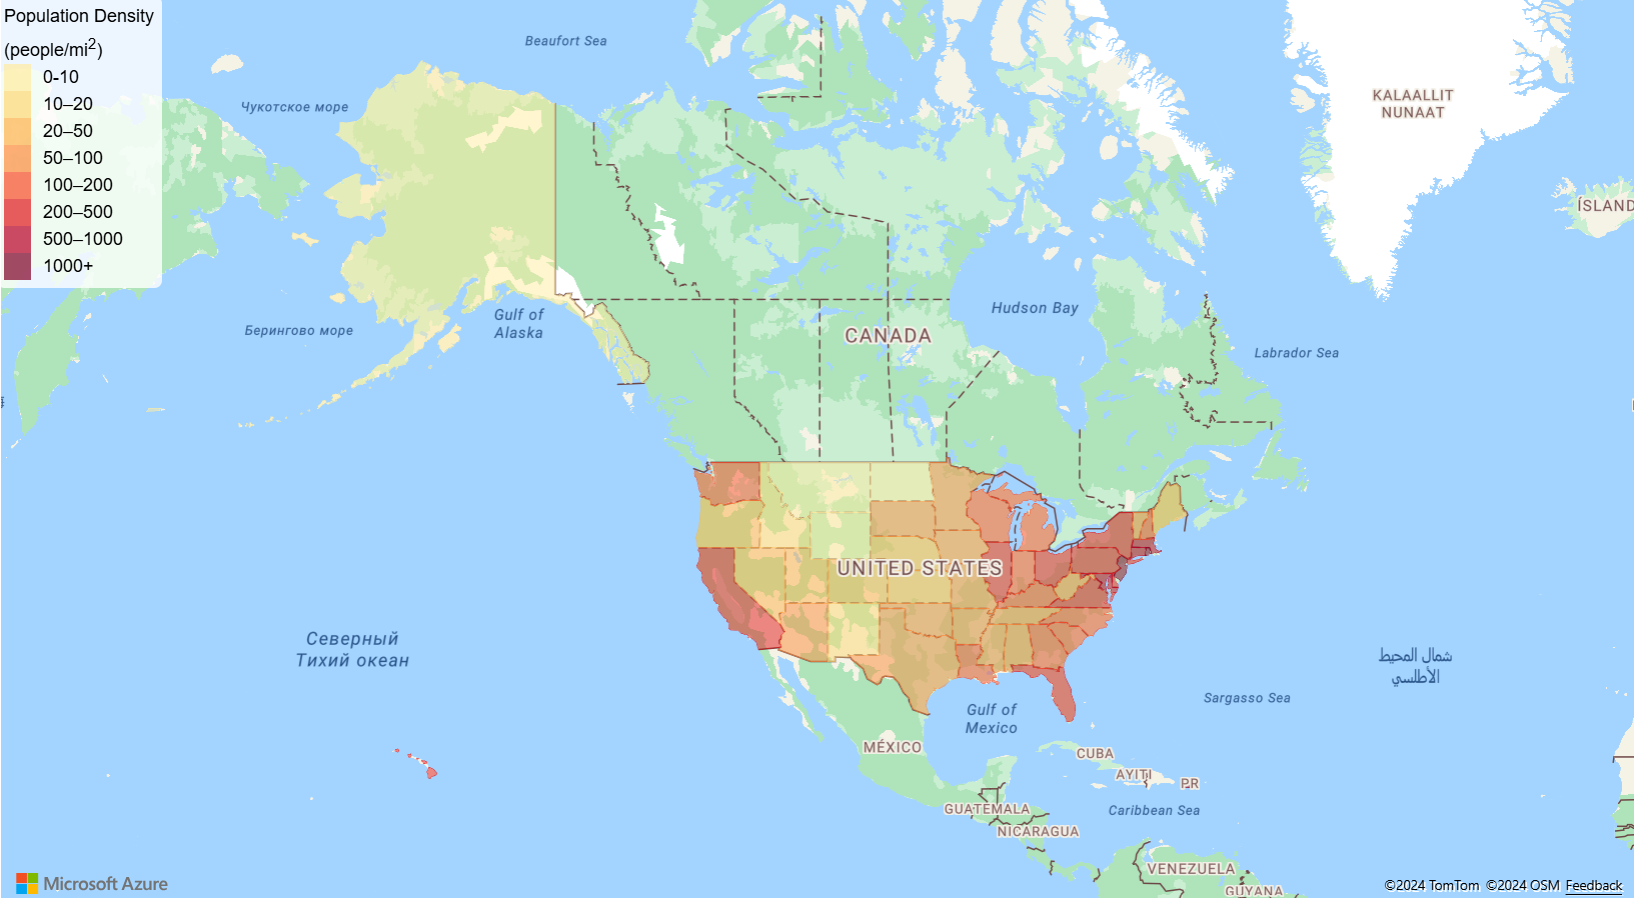 Population Density
(people/mi²)
0-10
10–20
20–50
50–100
100–200
200–500
500–1000
1000+
Beaufort Sea
Чукотское море
KALAALLIT
NUNAAT
ÍSLAND
Gulf of
Alaska
Берингово море
Hudson Bay
CANADA
Labrador Sea
UNITED STATES
Северный
Тихий океан
شمال المحيط
الأطلسي
Sargasso Sea
Gulf of
Mexico
MÉXICO
CUBA
AYITI
PR
GUATEMALA
Caribbean Sea
NICARAGUA
VENEZUELA
GUYANA
Microsoft Azure
©2024 TomTom ©2024 OSM Feedback